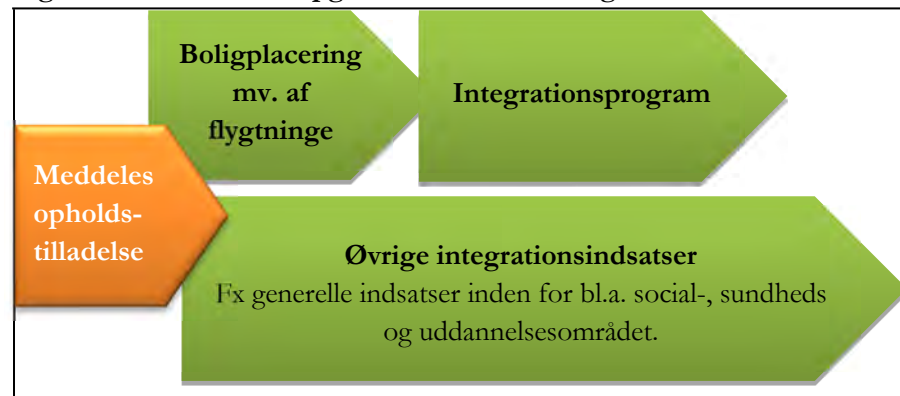 Boligplacering
mv. af
flygtninge
Integrationsprogram
Meddeles
opholds-
tilladelse
Øvrige integrationsindsatser
Fx generelle indsatser inden for bl.a. social-, sundheds
og uddannelsesområdet.